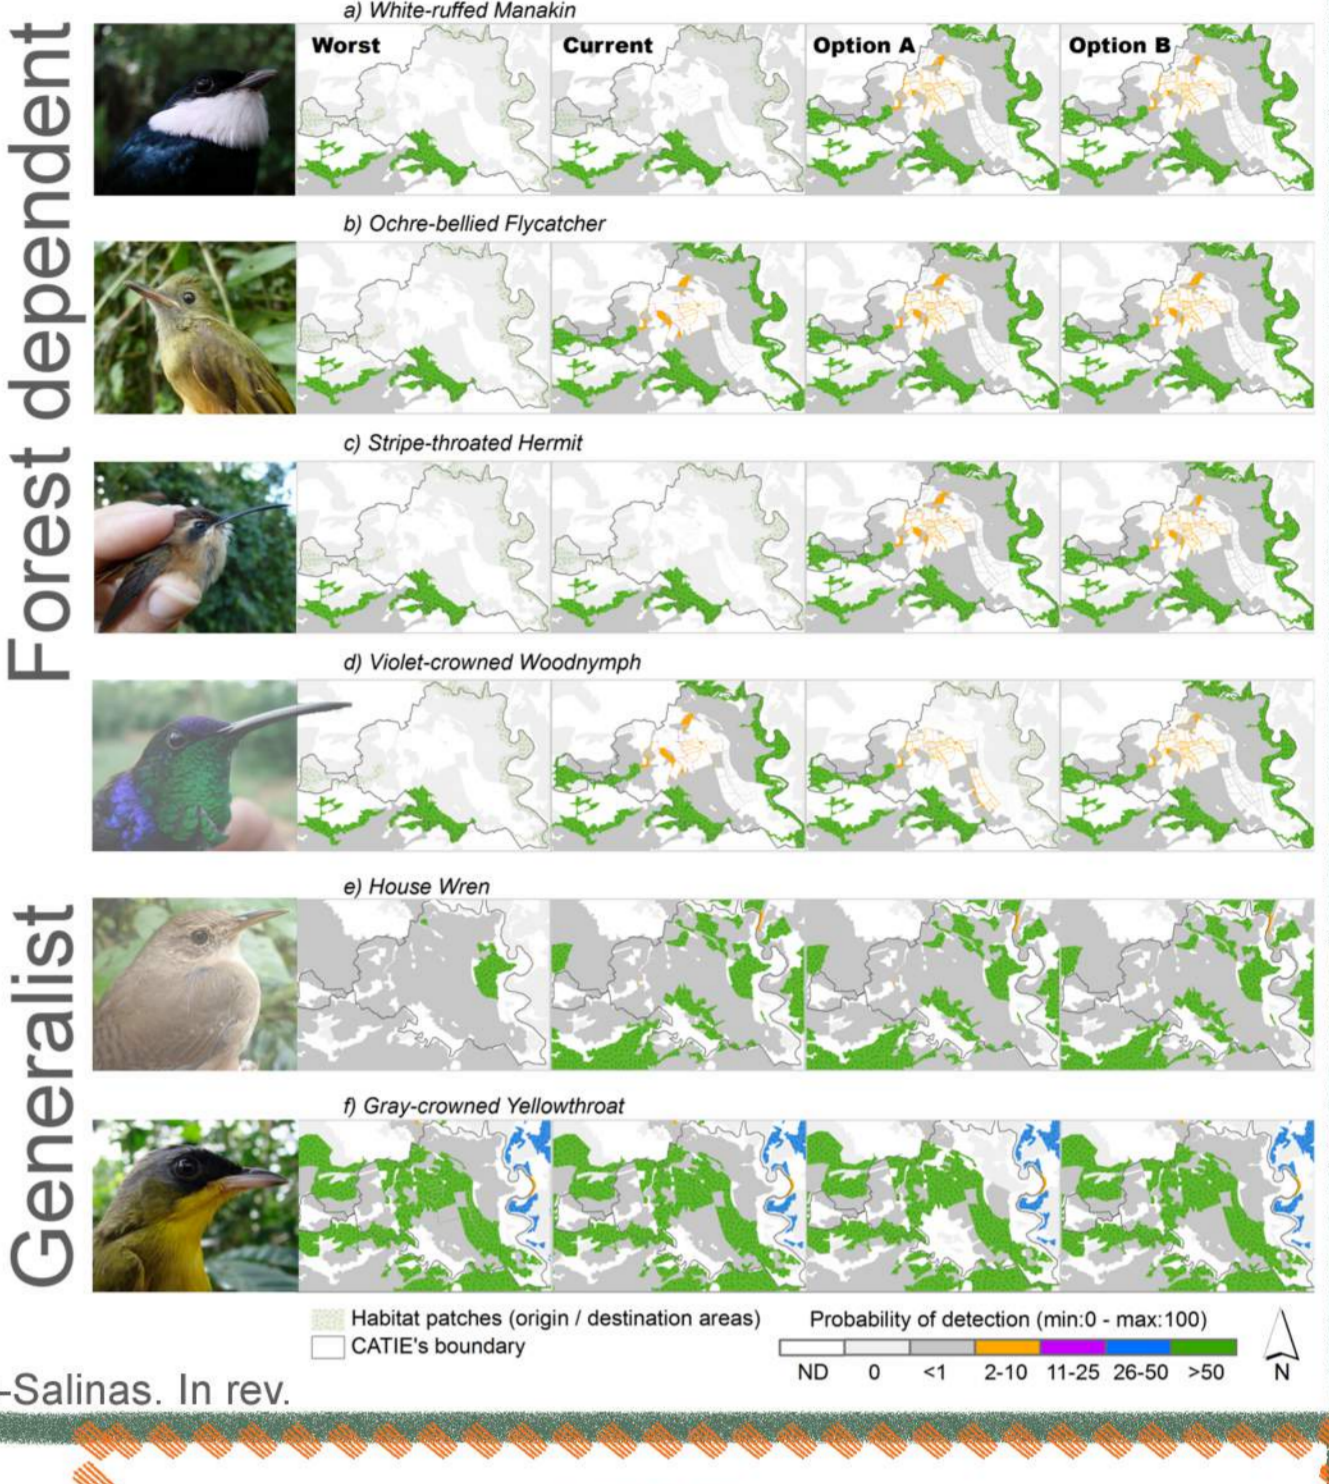 Forest dependent
a) White-ruffed Manakin
Worst
Current
Option A
Option B
b) Ochre-bellied Flycatcher
c) Stripe-throated Hermit
d) Violet-crowned Woodnymph
Generalist
e) House Wren
f) Gray-crowned Yellowthroat
Habitat patches (origin / destination areas)
CATIE's boundary
Probability of detection (min:0 - max:100)
ND 0 <1 2-10 11-25 26-50 >50
N
-Salinas. In rev.